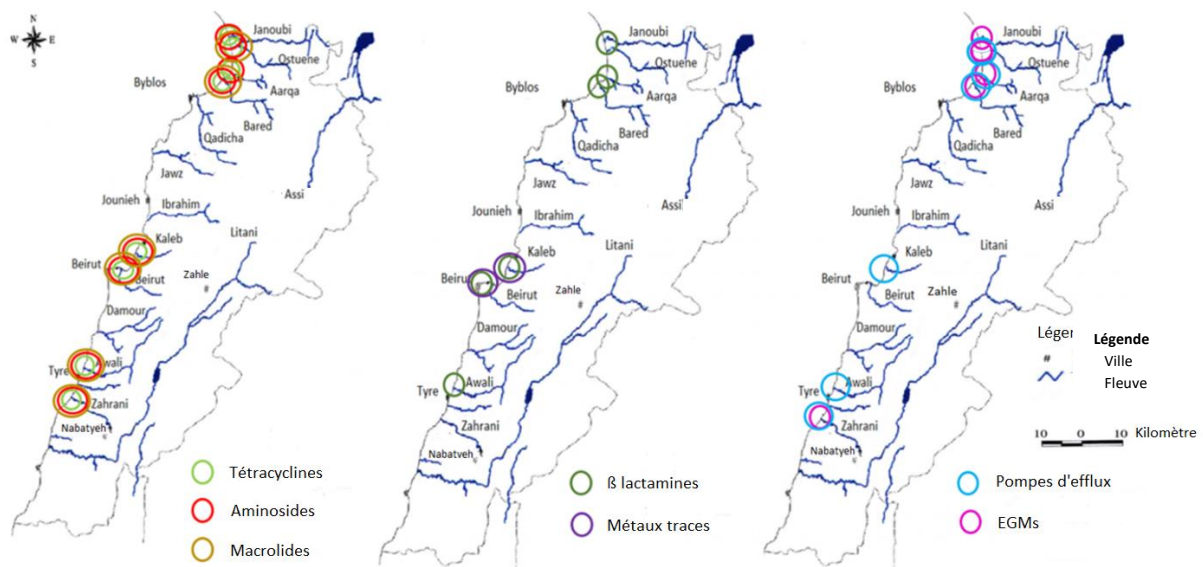 N
W E
S
Janoubi
Ostuene
Byblos
Aarqa
Bared
Qadicha
Jawz
Assi
Jounieh
Ibrahim
Kaleb
Litani
Beirut
Beirut
Zahle
#
Damour
Tyre
Awali
Zahrani
Nabatyeh
Tétracyclines
Aminosides
Macrolides
Janoubi
Ostuehe
Byblos
Aarqa
Bared
Qadicha
Jawz
Assi
Jounieh
Ibrahim
Kaleb
Litani
Beirut
Beirut
Zahle
#
Damour
Tyre
Awali
Zahrani
Nabatyeh
ß lactamines
Métaux traces
Janoubi
Ostuehe
Byblos
Aarqa
Bared
Qadicha
Jawz
Assi
Jounieh
Ibrahim
Kaleb
Litani
Beirut
Beirut
Zahle
#
Damour
Tyre
Awali
Zahrani
Nabatyeh
Pompes d'efflux
EGMs
Légen Légende
# Ville
Fleuve
10 0 10 Kilomètre